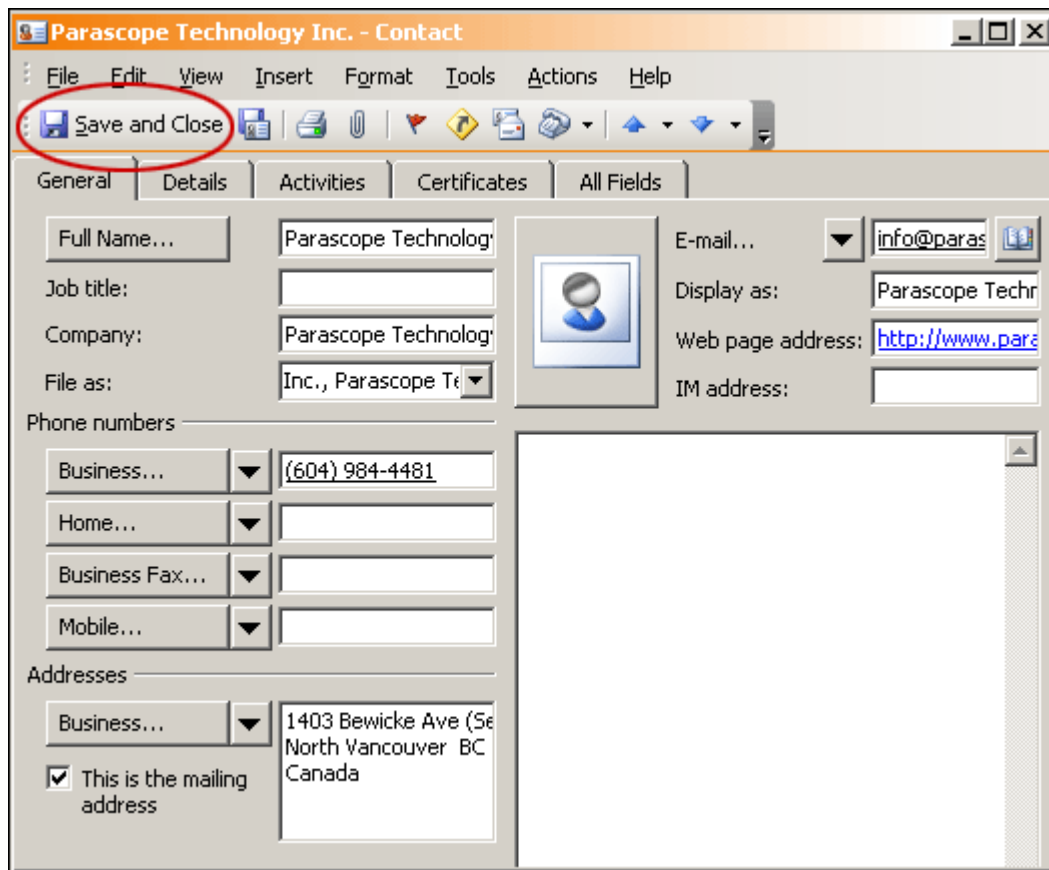 Parascope Technology Inc. - Contact
File Edit View Insert Format Tools Actions Help
Save and Close
General Details Activities Certificates All Fields
Full Name... Parascope Technology
Job title:
Company: Parascope Technology
File as: Inc., Parascope Te
E-mail... info@paras
Display as: Parascope Techr
Web page address: http://www.para
IM address:
Phone numbers
Business... (604) 984-4481
Home...
Business Fax...
Mobile...
Addresses
Business... 1403 Bewicke Ave (Se
North Vancouver BC
Canada
This is the mailing
address